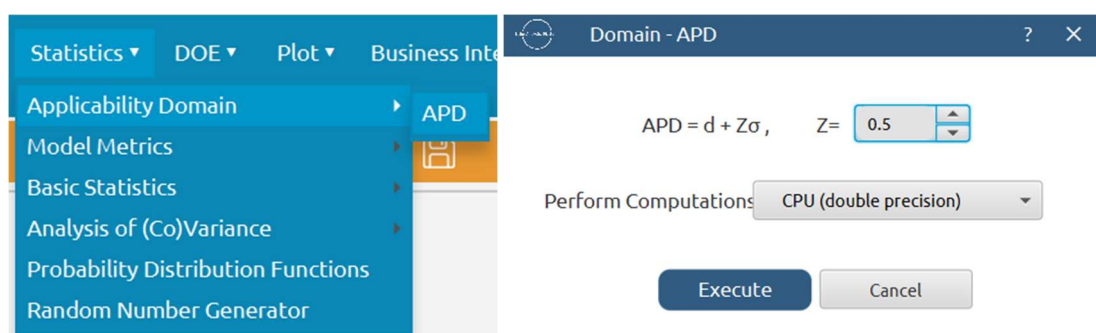 Statistics ▾ DOE ▾ Plot ▾ Business Inte
Applicability Domain
APD
Model Metrics
Basic Statistics
Analysis of (Co)Variance
Probability Distribution Functions
Random Number Generator
Domain - APD ? ×
APD = d + Zσ , Z= 0.5
Perform Computations CPU (double precision)
Execute Cancel